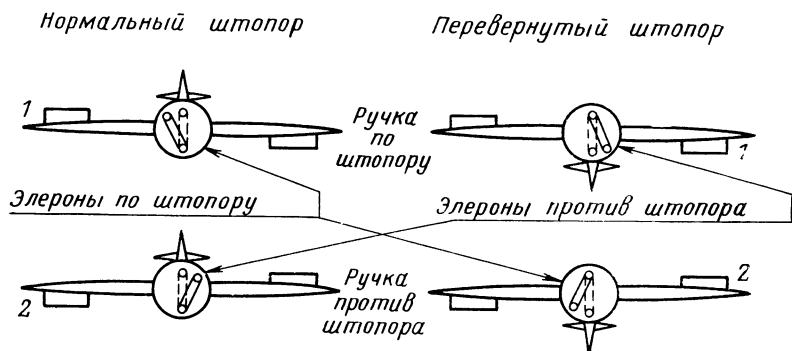 Нормальный штопор
Перевернутый штопор
1
Ручка
по
штопору
1
Элероны по штопору
Элероны против штопора
2
Ручка
против
штопора
2